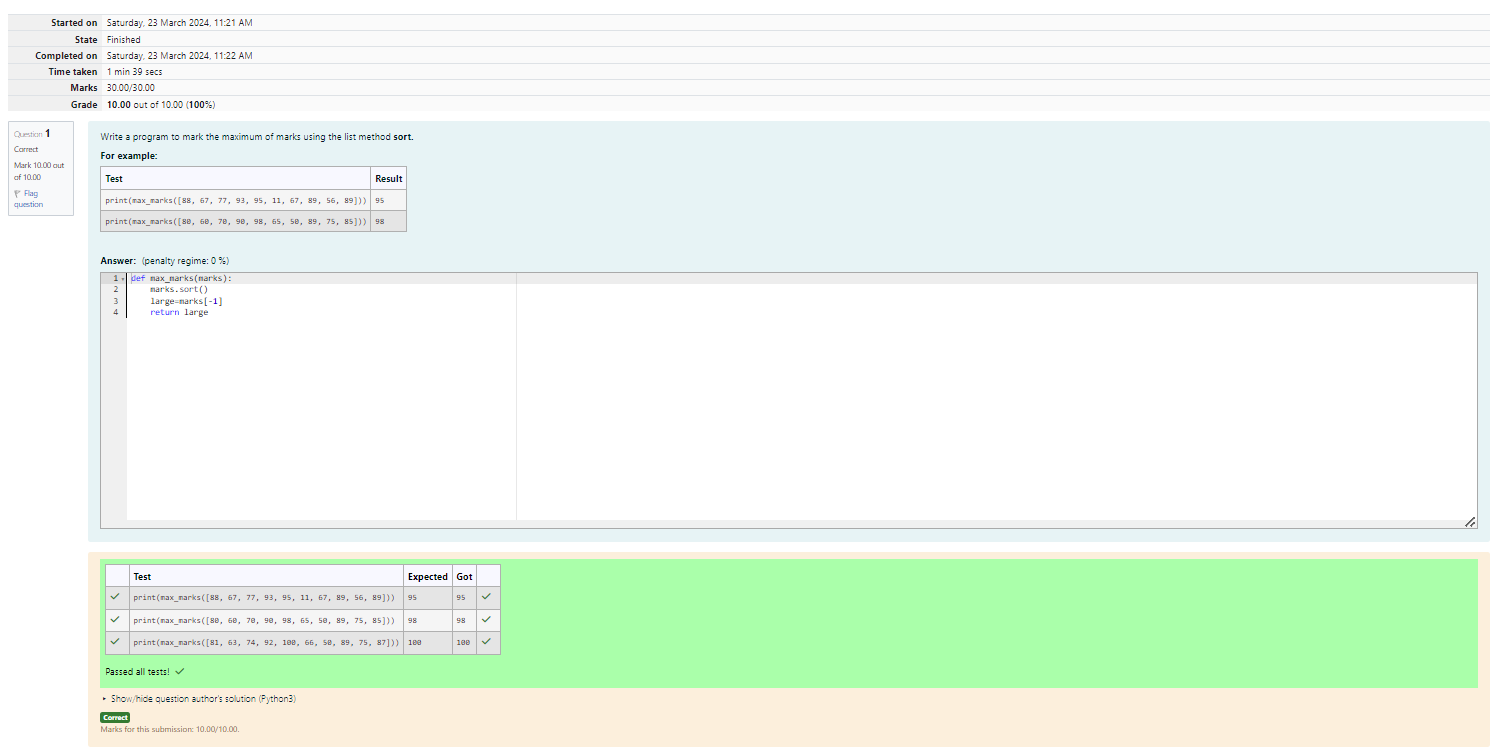 Started on Saturday, 23 March 2024, 11:21 AM
State Finished
Completed on Saturday, 23 March 2024, 11:22 AM
Time taken 1 min 39 secs
Marks 30.00/30.00
Grade 10.00 out of 10.00 (100%)
Question 1
Correct
Mark 10.00 out
of 10.00
Flag
question
Write a program to mark the maximum of marks using the list method sort.
For example:
Test Result
print(max_marks([88, 67, 77, 93, 95, 11, 67, 89, 56, 89])) 95
print(max_marks([80, 60, 70, 90, 98, 65, 50, 89, 75, 85])) 98
Answer: (penalty regime: 0 %)
1 def max_marks(marks):
2 marks.sort()
3 large=marks[-1]
4 return large
Test Expected Got
print(max_marks([88, 67, 77, 93, 95, 11, 67, 89, 56, 89])) 95 95
print(max_marks([80, 60, 70, 90, 98, 65, 50, 89, 75, 85])) 98 98
print(max_marks([81, 63, 74, 92, 100, 66, 50, 89, 75, 87])) 100 100
Passed all tests!
Show/hide question author's solution (Python3)
Correct
Marks for this submission: 10.00/10.00.